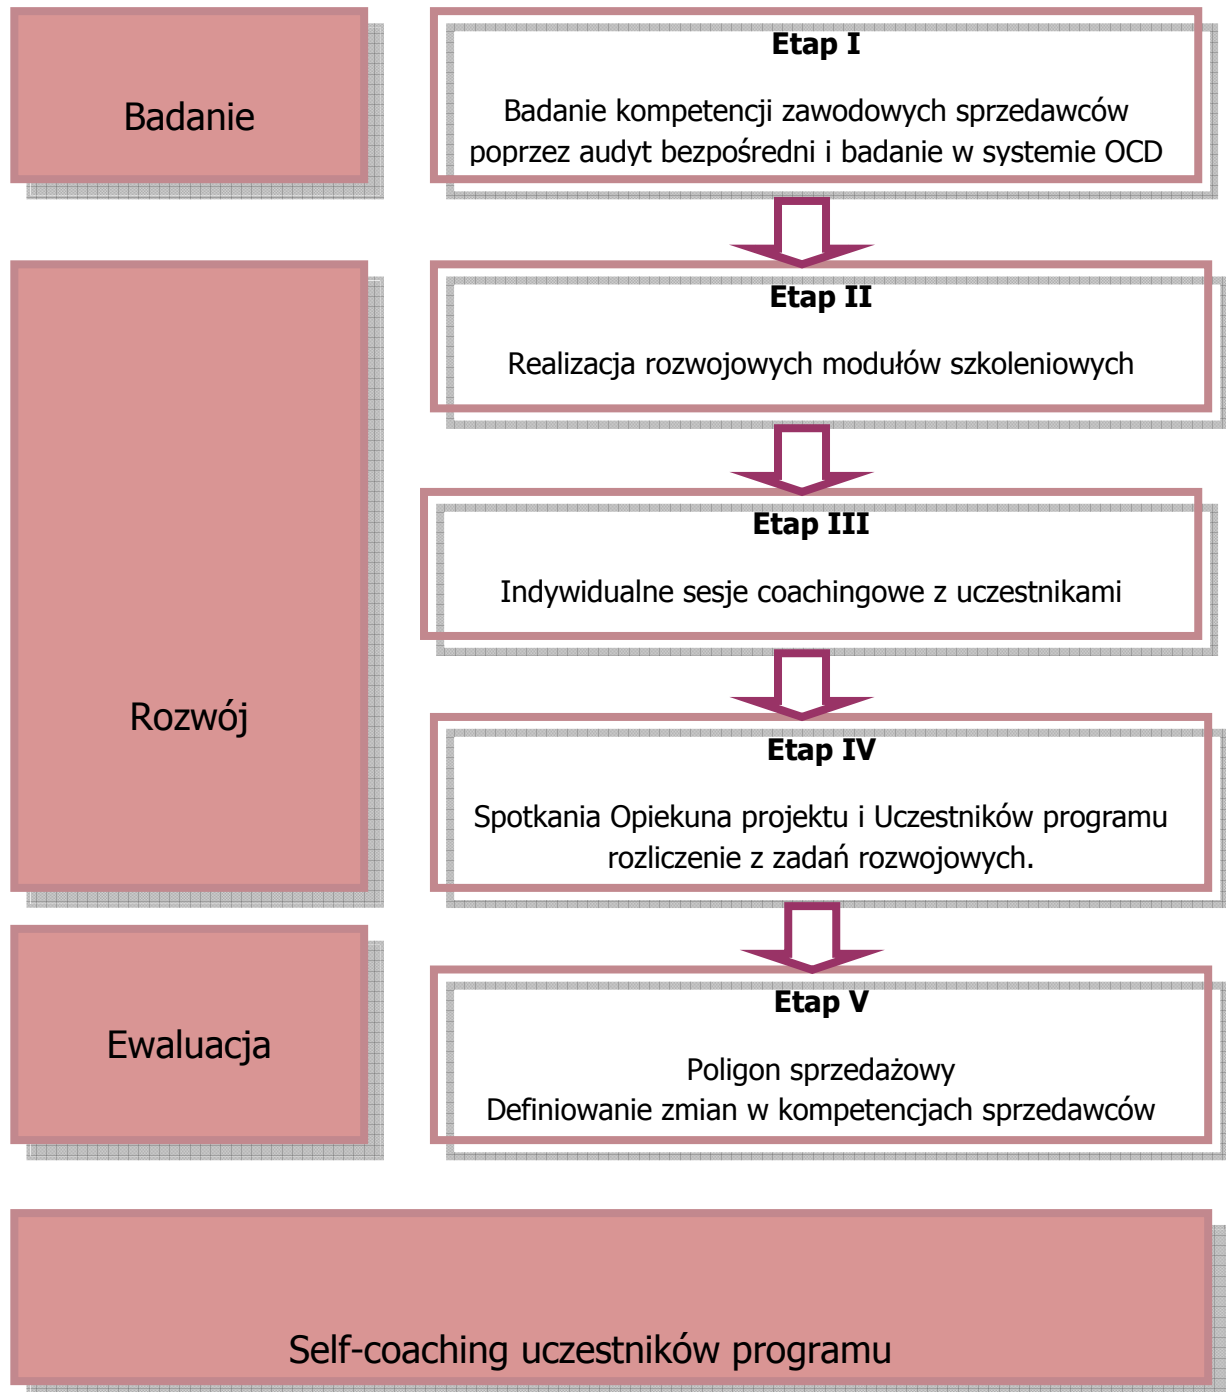 Badanie
Etap I
Badanie kompetencji zawodowych sprzedawców
poprzez audyt bezpośredni i badanie w systemie OCD
Rozwój
Etap II
Realizacja rozwojowych modułów szkoleniowych
Etap III
Indywidualne sesje coachingowe z uczestnikami
Etap IV
Spotkania Opiekuna projektu i Uczestników programu
rozliczenie z zadań rozwojowych.
Ewaluacja
Etap V
Poligon sprzedażowy
Definiowanie zmian w kompetencjach sprzedawców
Self-coaching uczestników programu